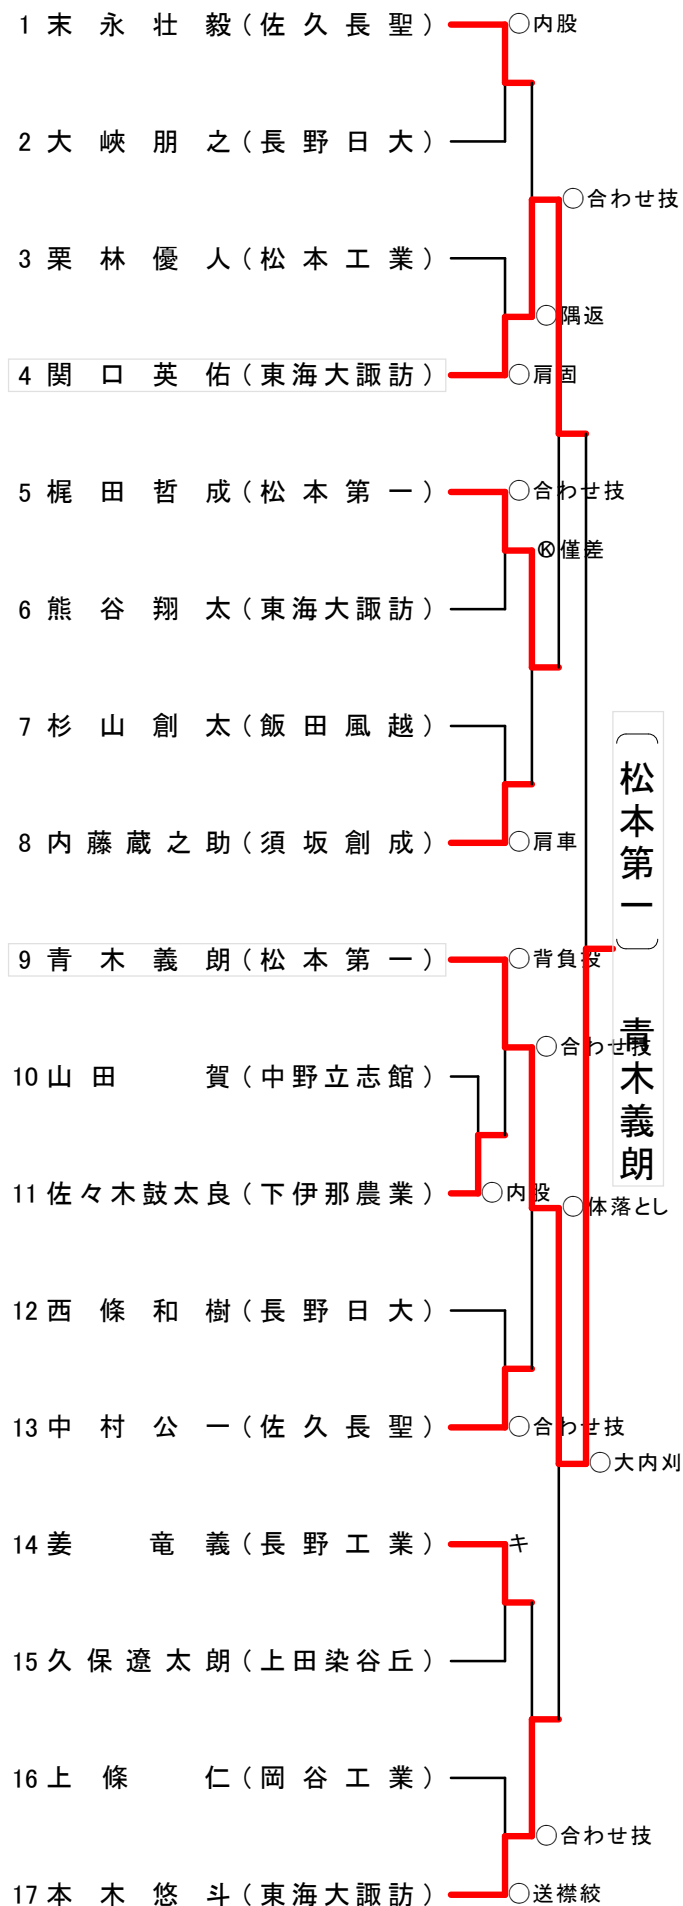 1 末永壮毅(佐久長聖) ○内股
2 大峽朋之(長野日大)
○合わせ技
3 栗林優人(松本工業)
○隅返
4 関口英佑(東海大諏訪) ○肩固
5 梶田哲成(松本第一) ○合わせ技
Ⓚ僅差
6 熊谷翔太(東海大諏訪)
7 杉山創太(飯田風越)
8 内藤蔵之助(須坂創成) ○肩車
(松本第一) 青木義朗
9 青木義朗(松本第一) ○背負投
○合わせ技
10 山田賀(中野立志館)
11 佐々木鼓太良(下伊那農業) ○内股
○体落とし
12 西條和樹(長野日大)
13 中村公一(佐久長聖) ○合わせ技
○大内刈
14 姜竜義(長野工業) キ
15 久保遼太朗(上田染谷丘)
16 上條仁(岡谷工業)
○合わせ技
17 本木悠斗(東海大諏訪) ○送襟絞